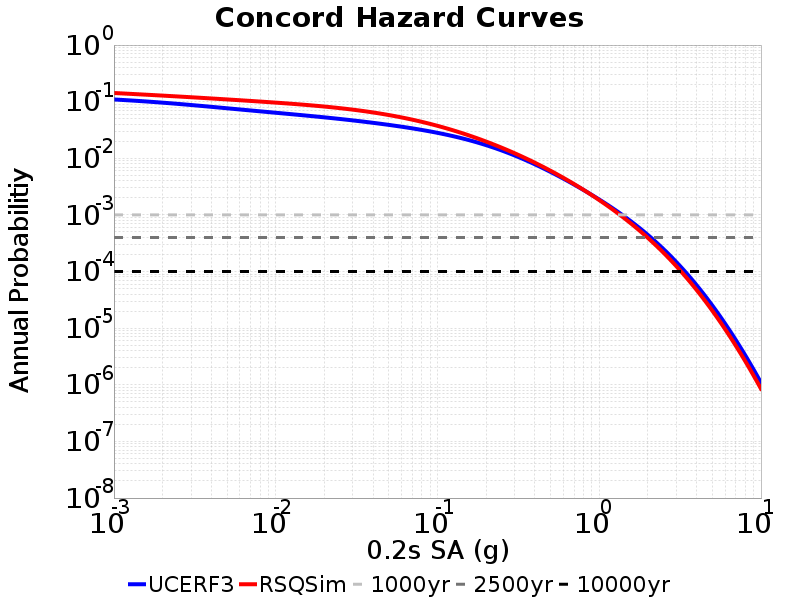 Concord Hazard Curves
10^0
10^-1
10^-2
10^-3
10^-4
10^-5
10^-6
10^-7
10^-8
Annual Probabilitiy
10^-3 10^-2 10^-1 10^0 10^1
0.2s SA (g)
UCERF3 RSQSim 1000yr 2500yr 10000yr